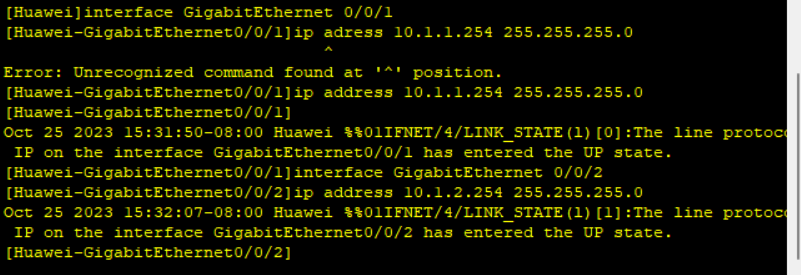 [Huawei]interface GigabitEthernet 0/0/1
[Huawei-GigabitEthernet0/0/1]ip adress 10.1.1.254 255.255.255.0
^
Error: Unrecognized command found at '^' position.
[Huawei-GigabitEthernet0/0/1]ip address 10.1.1.254 255.255.255.0
[Huawei-GigabitEthernet0/0/1]
Oct 25 2023 15:31:50-08:00 Huawei %%01IFNET/4/LINK_STATE(l)[0]:The line protoc
IP on the interface GigabitEthernet0/0/1 has entered the UP state.
[Huawei-GigabitEthernet0/0/1]interface GigabitEthernet 0/0/2
[Huawei-GigabitEthernet0/0/2]ip address 10.1.2.254 255.255.255.0
Oct 25 2023 15:32:07-08:00 Huawei %%01IFNET/4/LINK_STATE(l)[1]:The line protoc
IP on the interface GigabitEthernet0/0/2 has entered the UP state.
[Huawei-GigabitEthernet0/0/2]